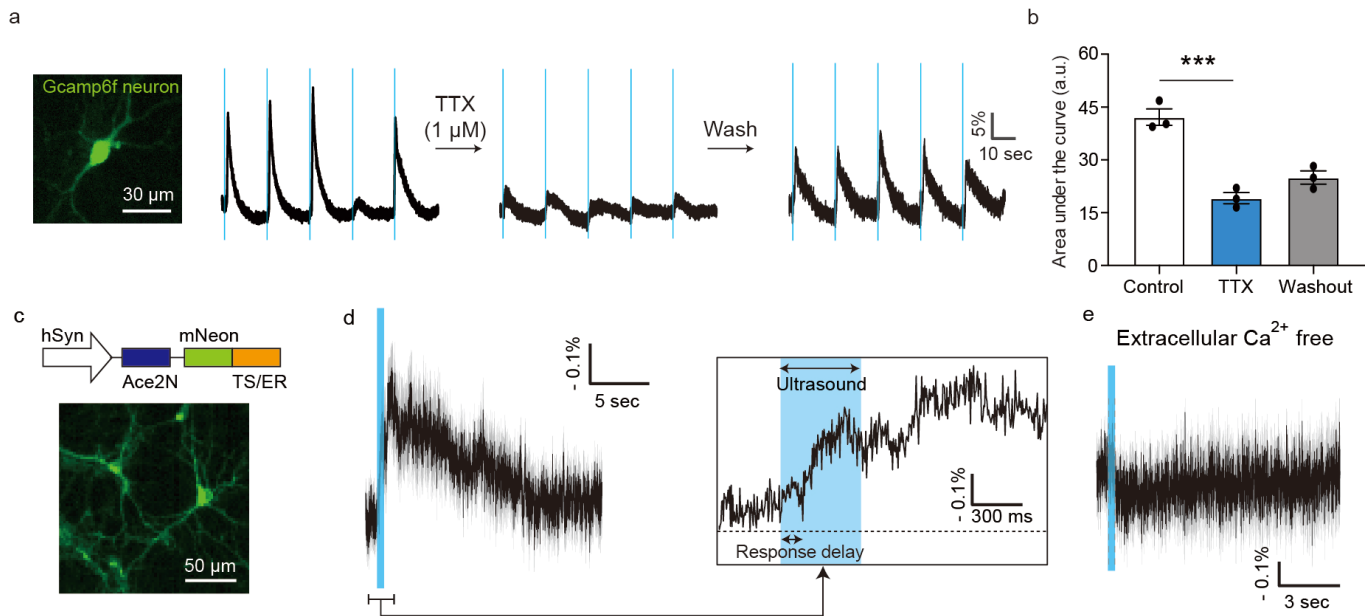 a
Gcamp6f neuron
30 µm
TTX
(1 µM)
Wash
5%
10 sec
b
Area under the curve (a.u.)
60
45
30
15
0
***
Control
TTX
Washout
c
hSyn
mNeon
Ace2N
TS/ER
50 µm
d
- 0.1%
5 sec
Ultrasound
- 0.1%
300 ms
Response delay
e
Extracellular Ca²⁺ free
- 0.1%
3 sec